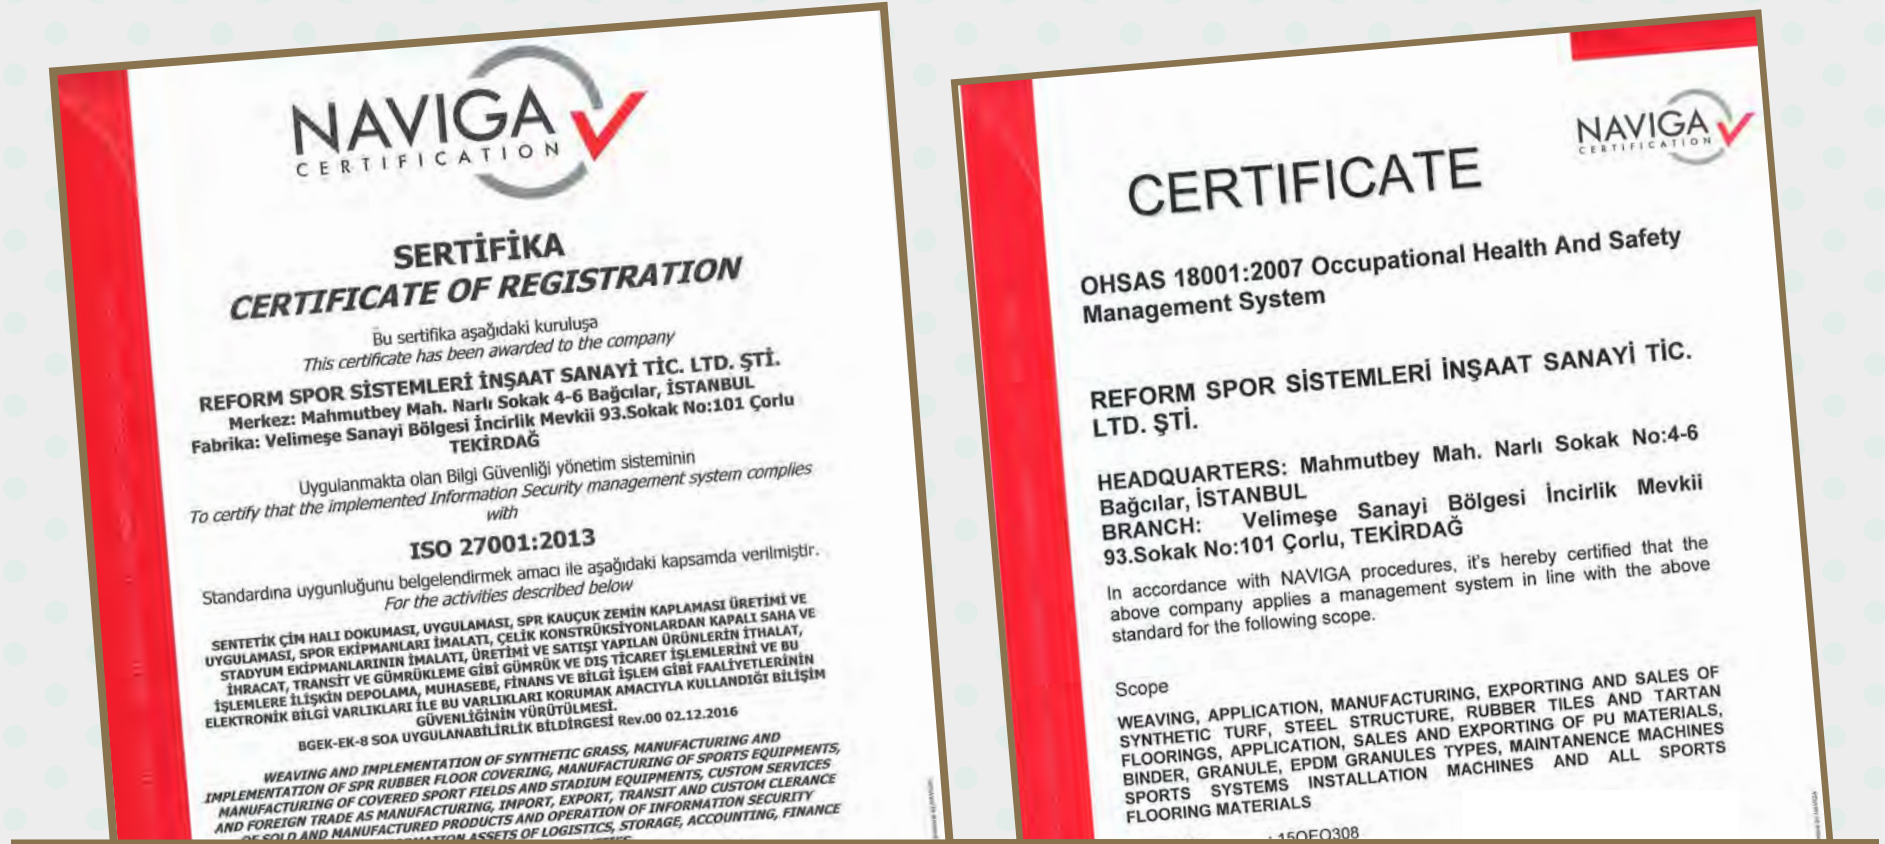 NAVIGA
CERTIFICATION
SERTİFİKA
CERTIFICATE OF REGISTRATION
Bu sertifika aşağıdaki kuruluşa
This certificate has been awarded to the company
REFORM SPOR SİSTEMLERİ İNŞAAT SANAYİ TİC. LTD. ŞTİ.
Merkez: Mahmutbey Mah. Narlı Sokak 4-6 Bağcılar, İSTANBUL
Fabrika: Velimeşe Sanayi Bölgesi İncirlik Mevkii 93.Sokak No:101 Çorlu
TEKİRDAĞ
Uygulanmakta olan Bilgi Güvenliği yönetim sisteminin
To certify that the implemented Information Security management system complies
with
ISO 27001:2013
Standardına uygunluğunu belgelendirmek amacı ile aşağıdaki kapsamda verilmiştir.
For the activities described below
SENTETİK ÇİM HALI DOKUMASI, UYGULAMASI, SPR KAUÇUK ZEMİN KAPLAMASI ÜRETİMİ VE
UYGULAMASI, SPOR EKİPMANLARI İMALATI, ÇELİK KONSTRÜKSİYONLARDAN KAPALI SAHA VE
STADYUM EKİPMANLARININ İMALATI, ÜRETİMİ VE SATIŞI YAPILAN ÜRÜNLERİN İTHALAT,
İHRACAT, TRANSİT VE GÜMRÜKLEME GİBİ GÜMRÜK VE DIŞ TİCARET İŞLEMLERİNİ VE BU
İŞLEMLERE İLİŞKİN DEPOLAMA, MUHASEBE, FİNANS VE BİLGİ İŞLEM GİBİ FAALİYETLERİNİN
ELEKTRONİK BİLGİ VARLIKLARI İLE BU VARLIKLARI KORUMAK AMACIYLA KULLANDIĞI BİLİŞİM
GÜVENLİĞİNİN YÜRÜTÜLMESİ.
BGEK-EK-8 SOA UYGULANABİLİRLİK BİLDİRGESİ Rev.00 02.12.2016
WEAVING AND IMPLEMENTATION OF SYNTHETIC GRASS, MANUFACTURING AND
IMPLEMENTATION OF SPR RUBBER FLOOR COVERING, MANUFACTURING OF SPORTS EQUIPMENTS,
MANUFACTURING OF COVERED SPORT FIELDS AND STADIUM EQUIPMENTS, CUSTOM SERVICES
AND FOREIGN TRADE AS MANUFACTURING, IMPORT, EXPORT, TRANSIT AND CUSTOM CLERANCE
OF SOLD AND MANUFACTURED PRODUCTS AND OPERATION OF INFORMATION SECURITY
ASSETS OF LOGISTICS, STORAGE, ACCOUNTING, FINANCE
NAVIGA
CERTIFICATION
CERTIFICATE
OHSAS 18001:2007 Occupational Health And Safety
Management System
REFORM SPOR SİSTEMLERİ İNŞAAT SANAYİ TİC.
LTD. ŞTİ.
HEADQUARTERS: Mahmutbey Mah. Narlı Sokak No:4-6
Bağcılar, İSTANBUL
BRANCH: Velimeşe Sanayi Bölgesi İncirlik Mevkii
93.Sokak No:101 Çorlu, TEKİRDAĞ
In accordance with NAVIGA procedures, it's hereby certified that the
above company applies a management system in line with the above
standard for the following scope.
Scope
WEAVING, APPLICATION, MANUFACTURING, EXPORTING AND SALES OF
SYNTHETIC TURF, STEEL STRUCTURE, RUBBER TILES AND TARTAN
FLOORINGS, APPLICATION, SALES AND EXPORTING OF PU MATERIALS,
BINDER, GRANULE, EPDM GRANULES TYPES, MAINTANENCE MACHINES
SPORTS SYSTEMS INSTALLATION MACHINES AND ALL SPORTS
FLOORING MATERIALS